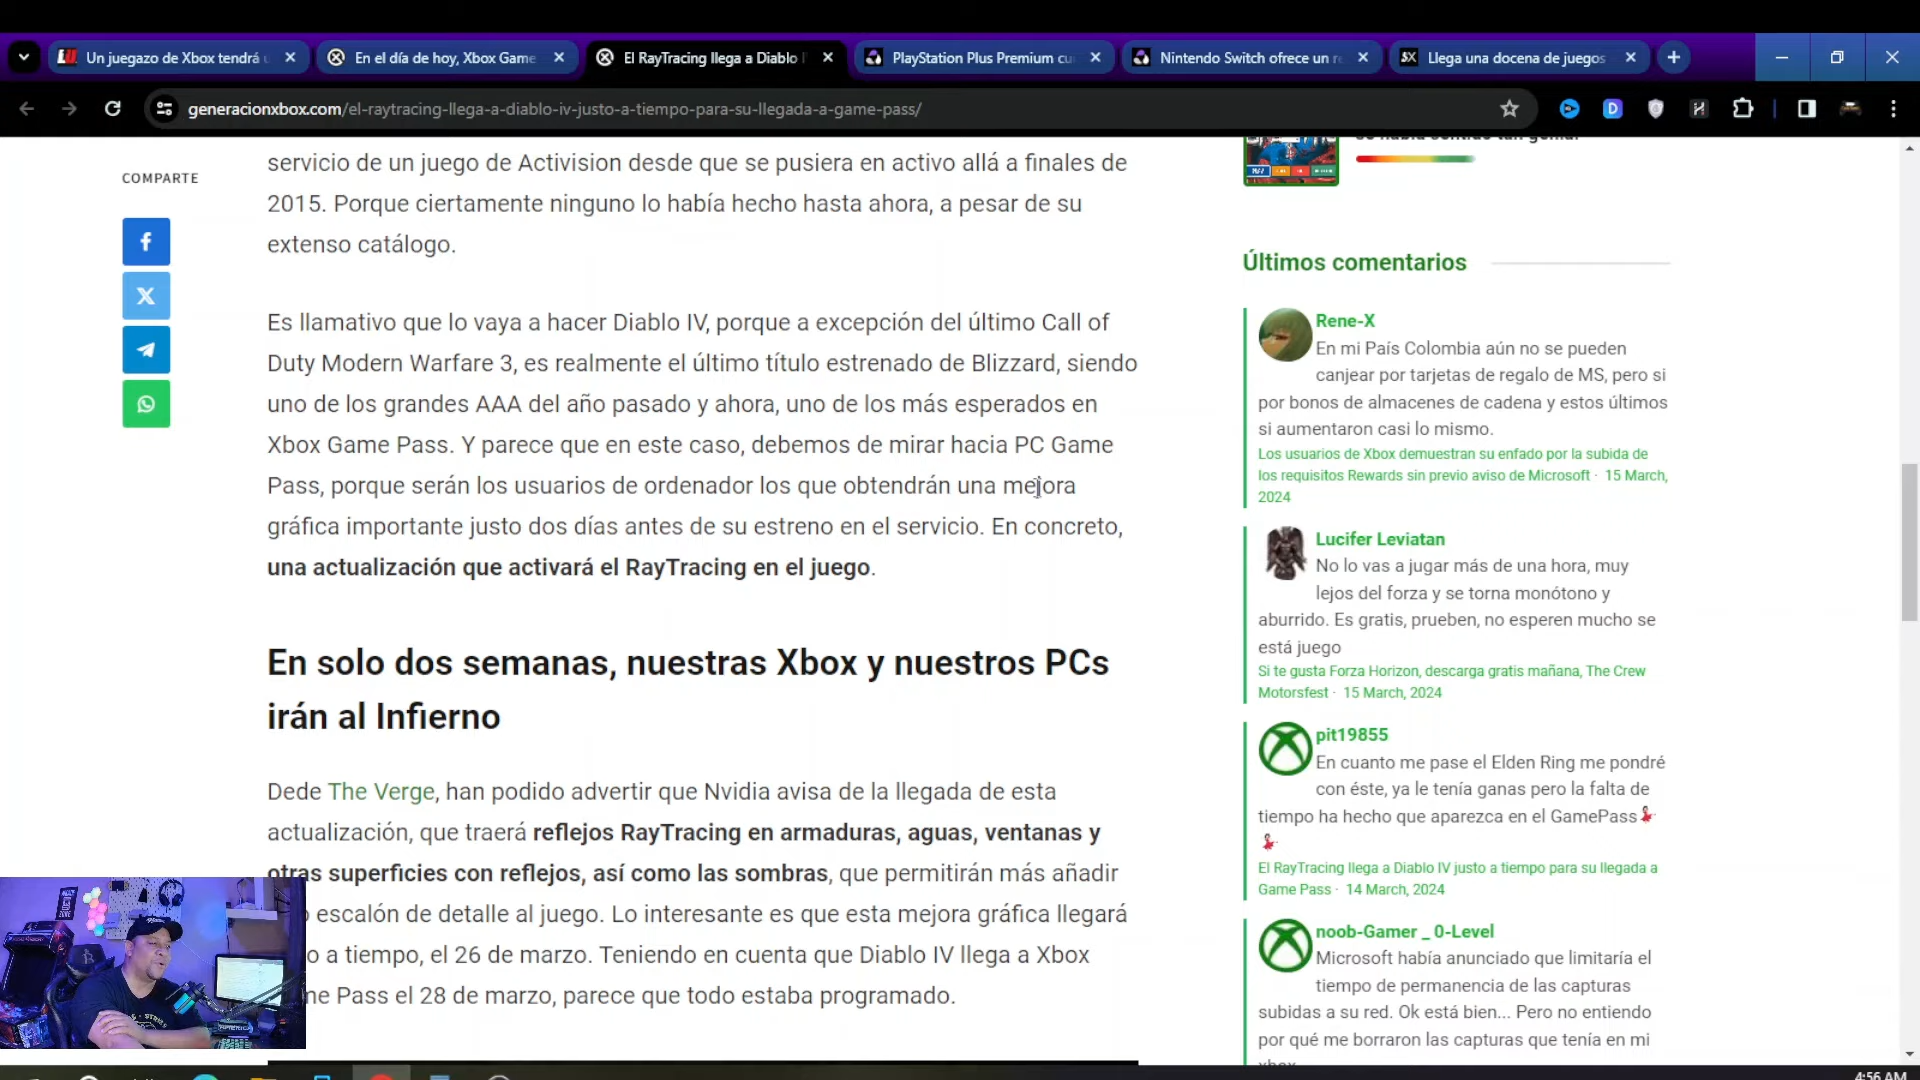 Un juegazo de Xbox tendrá
En el día de hoy, Xbox Game
El RayTracing llega a Diablo I
PlayStation Plus Premium cu
Nintendo Switch ofrece un r
Llega una docena de juegos
generacionxbox.com/el-raytracing-llega-a-diablo-iv-justo-a-tiempo-para-su-llegada-a-game-pass/
COMPARTE
servicio de un juego de Activision desde que se pusiera en activo allá a finales de
2015. Porque ciertamente ninguno lo había hecho hasta ahora, a pesar de su
extenso catálogo.
Es llamativo que lo vaya a hacer Diablo IV, porque a excepción del último Call of
Duty Modern Warfare 3, es realmente el último título estrenado de Blizzard, siendo
uno de los grandes AAA del año pasado y ahora, uno de los más esperados en
Xbox Game Pass. Y parece que en este caso, debemos de mirar hacia PC Game
Pass, porque serán los usuarios de ordenador los que obtendrán una mejora
gráfica importante justo dos días antes de su estreno en el servicio. En concreto,
una actualización que activará el RayTracing en el juego.
En solo dos semanas, nuestras Xbox y nuestros PCs
irán al Infierno
Dede The Verge, han podido advertir que Nvidia avisa de la llegada de esta
actualización, que traerá reflejos RayTracing en armaduras, aguas, ventanas y
otras superficies con reflejos, así como las sombras, que permitirán más añadir
escalón de detalle al juego. Lo interesante es que esta mejora gráfica llegará
o a tiempo, el 26 de marzo. Teniendo en cuenta que Diablo IV llega a Xbox
me Pass el 28 de marzo, parece que todo estaba programado.
se había sentido tan genial
Últimos comentarios
Rene-X
En mi País Colombia aún no se pueden
canjear por tarjetas de regalo de MS, pero si
por bonos de almacenes de cadena y estos últimos
si aumentaron casi lo mismo.
Los usuarios de Xbox demuestran su enfado por la subida de
los requisitos Rewards sin previo aviso de Microsoft · 15 March,
2024
Lucifer Leviatan
No lo vas a jugar más de una hora, muy
lejos del forza y se torna monótono y
aburrido. Es gratis, prueben, no esperen mucho se
está juego
Si te gusta Forza Horizon, descarga gratis mañana, The Crew
Motorsfest · 15 March, 2024
pit19855
En cuanto me pase el Elden Ring me pondré
con éste, ya le tenía ganas pero la falta de
tiempo ha hecho que aparezca en el GamePass
El RayTracing llega a Diablo IV justo a tiempo para su llegada a
Game Pass · 14 March, 2024
noob-Gamer _ 0-Level
Microsoft había anunciado que limitaría el
tiempo de permanencia de las capturas
subidas a su red. Ok está bien... Pero no entiendo
por qué me borraron las capturas que tenía en mi
xbox
4:56 AM